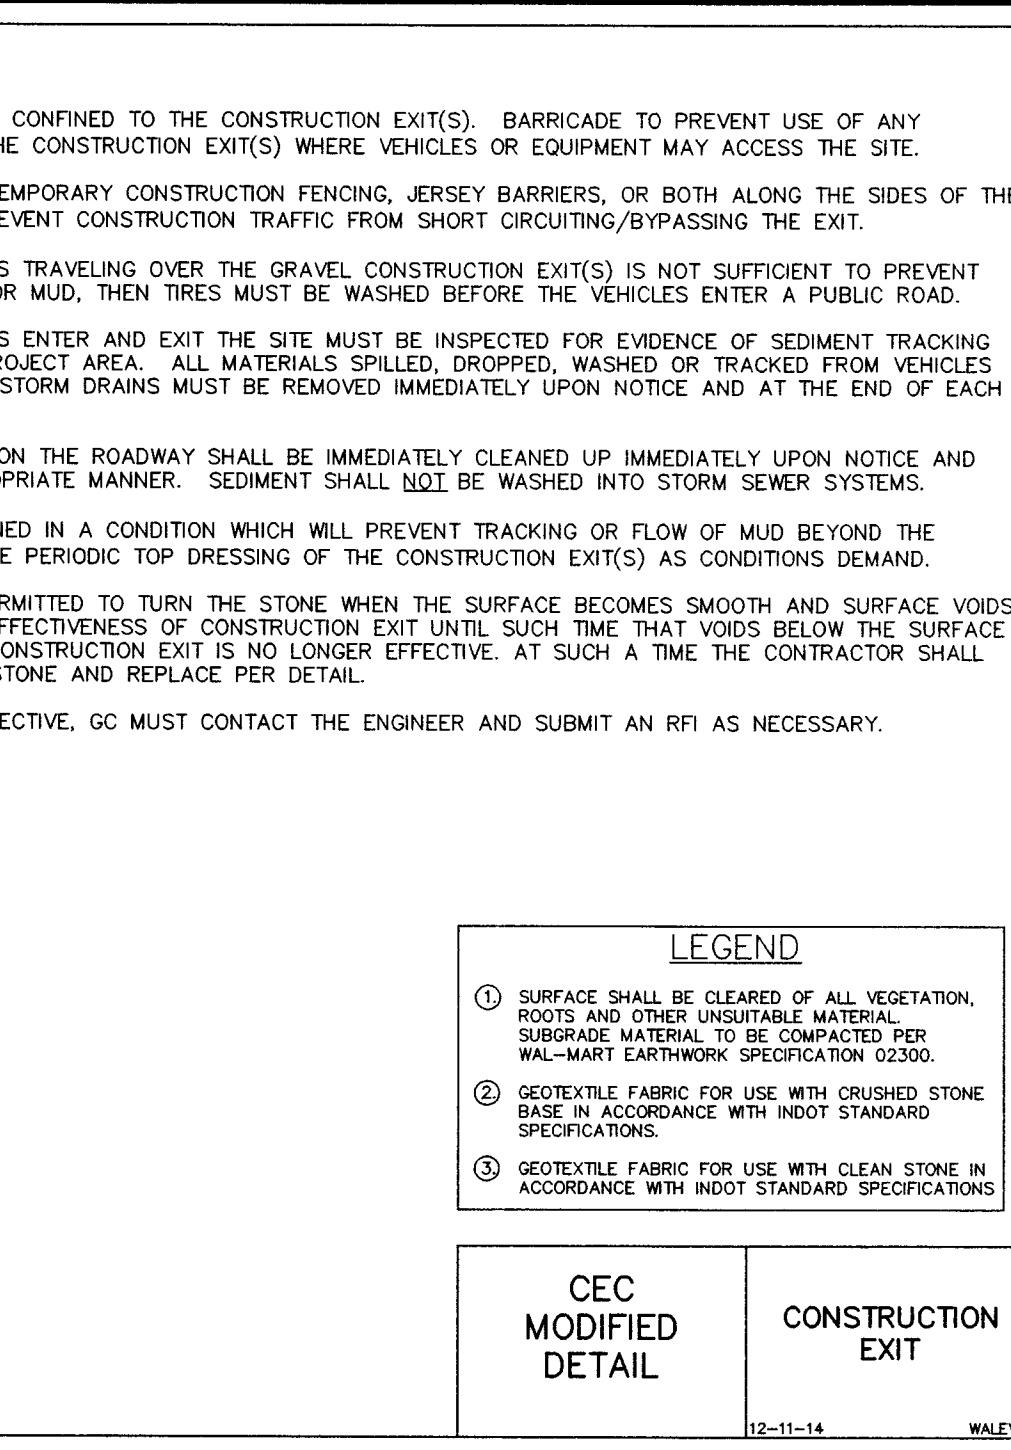 CONFINED TO THE CONSTRUCTION EXIT(S). BARRICADE TO PREVENT USE OF ANY
CONSTRUCTION EXIT(S) WHERE VEHICLES OR EQUIPMENT MAY ACCESS THE SITE.
CONSTRUCTION FENCING, JERSEY BARRIERS, OR BOTH ALONG THE SIDES OF THE
CONSTRUCTION TRAFFIC FROM SHORT CIRCUITING/BYPASSING THE EXIT.
TRAVELING OVER THE GRAVEL CONSTRUCTION EXIT(S) IS NOT SUFFICIENT TO PREVENT
OR MUD, THEN TIRES MUST BE WASHED BEFORE THE VEHICLES ENTER A PUBLIC ROAD.
ENTER AND EXIT THE SITE MUST BE INSPECTED FOR EVIDENCE OF SEDIMENT TRACKING
AREA. ALL MATERIALS SPILLED, DROPPED, WASHED OR TRACKED FROM VEHICLES
STORM DRAINS MUST BE REMOVED IMMEDIATELY UPON NOTICE AND AT THE END OF EACH
ON THE ROADWAY SHALL BE IMMEDIATELY CLEANED UP IMMEDIATELY UPON NOTICE AND
MANNER. SEDIMENT SHALL NOT BE WASHED INTO STORM SEWER SYSTEMS.
IN A CONDITION WHICH WILL PREVENT TRACKING OR FLOW OF MUD BEYOND THE
PERIODIC TOP DRESSING OF THE CONSTRUCTION EXIT(S) AS CONDITIONS DEMAND.
TO TURN THE STONE WHEN THE SURFACE BECOMES SMOOTH AND SURFACE VOIDS
OF CONSTRUCTION EXIT UNTIL SUCH TIME THAT VOIDS BELOW THE SURFACE
CONSTRUCTION EXIT IS NO LONGER EFFECTIVE. AT SUCH A TIME THE CONTRACTOR SHALL
STONE AND REPLACE PER DETAIL.
GC MUST CONTACT THE ENGINEER AND SUBMIT AN RFI AS NECESSARY.
LEGEND
1. SURFACE SHALL BE CLEARED OF ALL VEGETATION,
ROOTS AND OTHER UNSUITABLE MATERIAL.
SUBGRADE MATERIAL TO BE COMPACTED PER
WAL-MART EARTHWORK SPECIFICATION 02300.
2. GEOTEXTILE FABRIC FOR USE WITH CRUSHED STONE
BASE IN ACCORDANCE WITH INDOT STANDARD
SPECIFICATIONS.
3. GEOTEXTILE FABRIC FOR USE WITH CLEAN STONE IN
ACCORDANCE WITH INDOT STANDARD SPECIFICATIONS
CEC
MODIFIED
DETAIL
CONSTRUCTION
EXIT
12-11-14